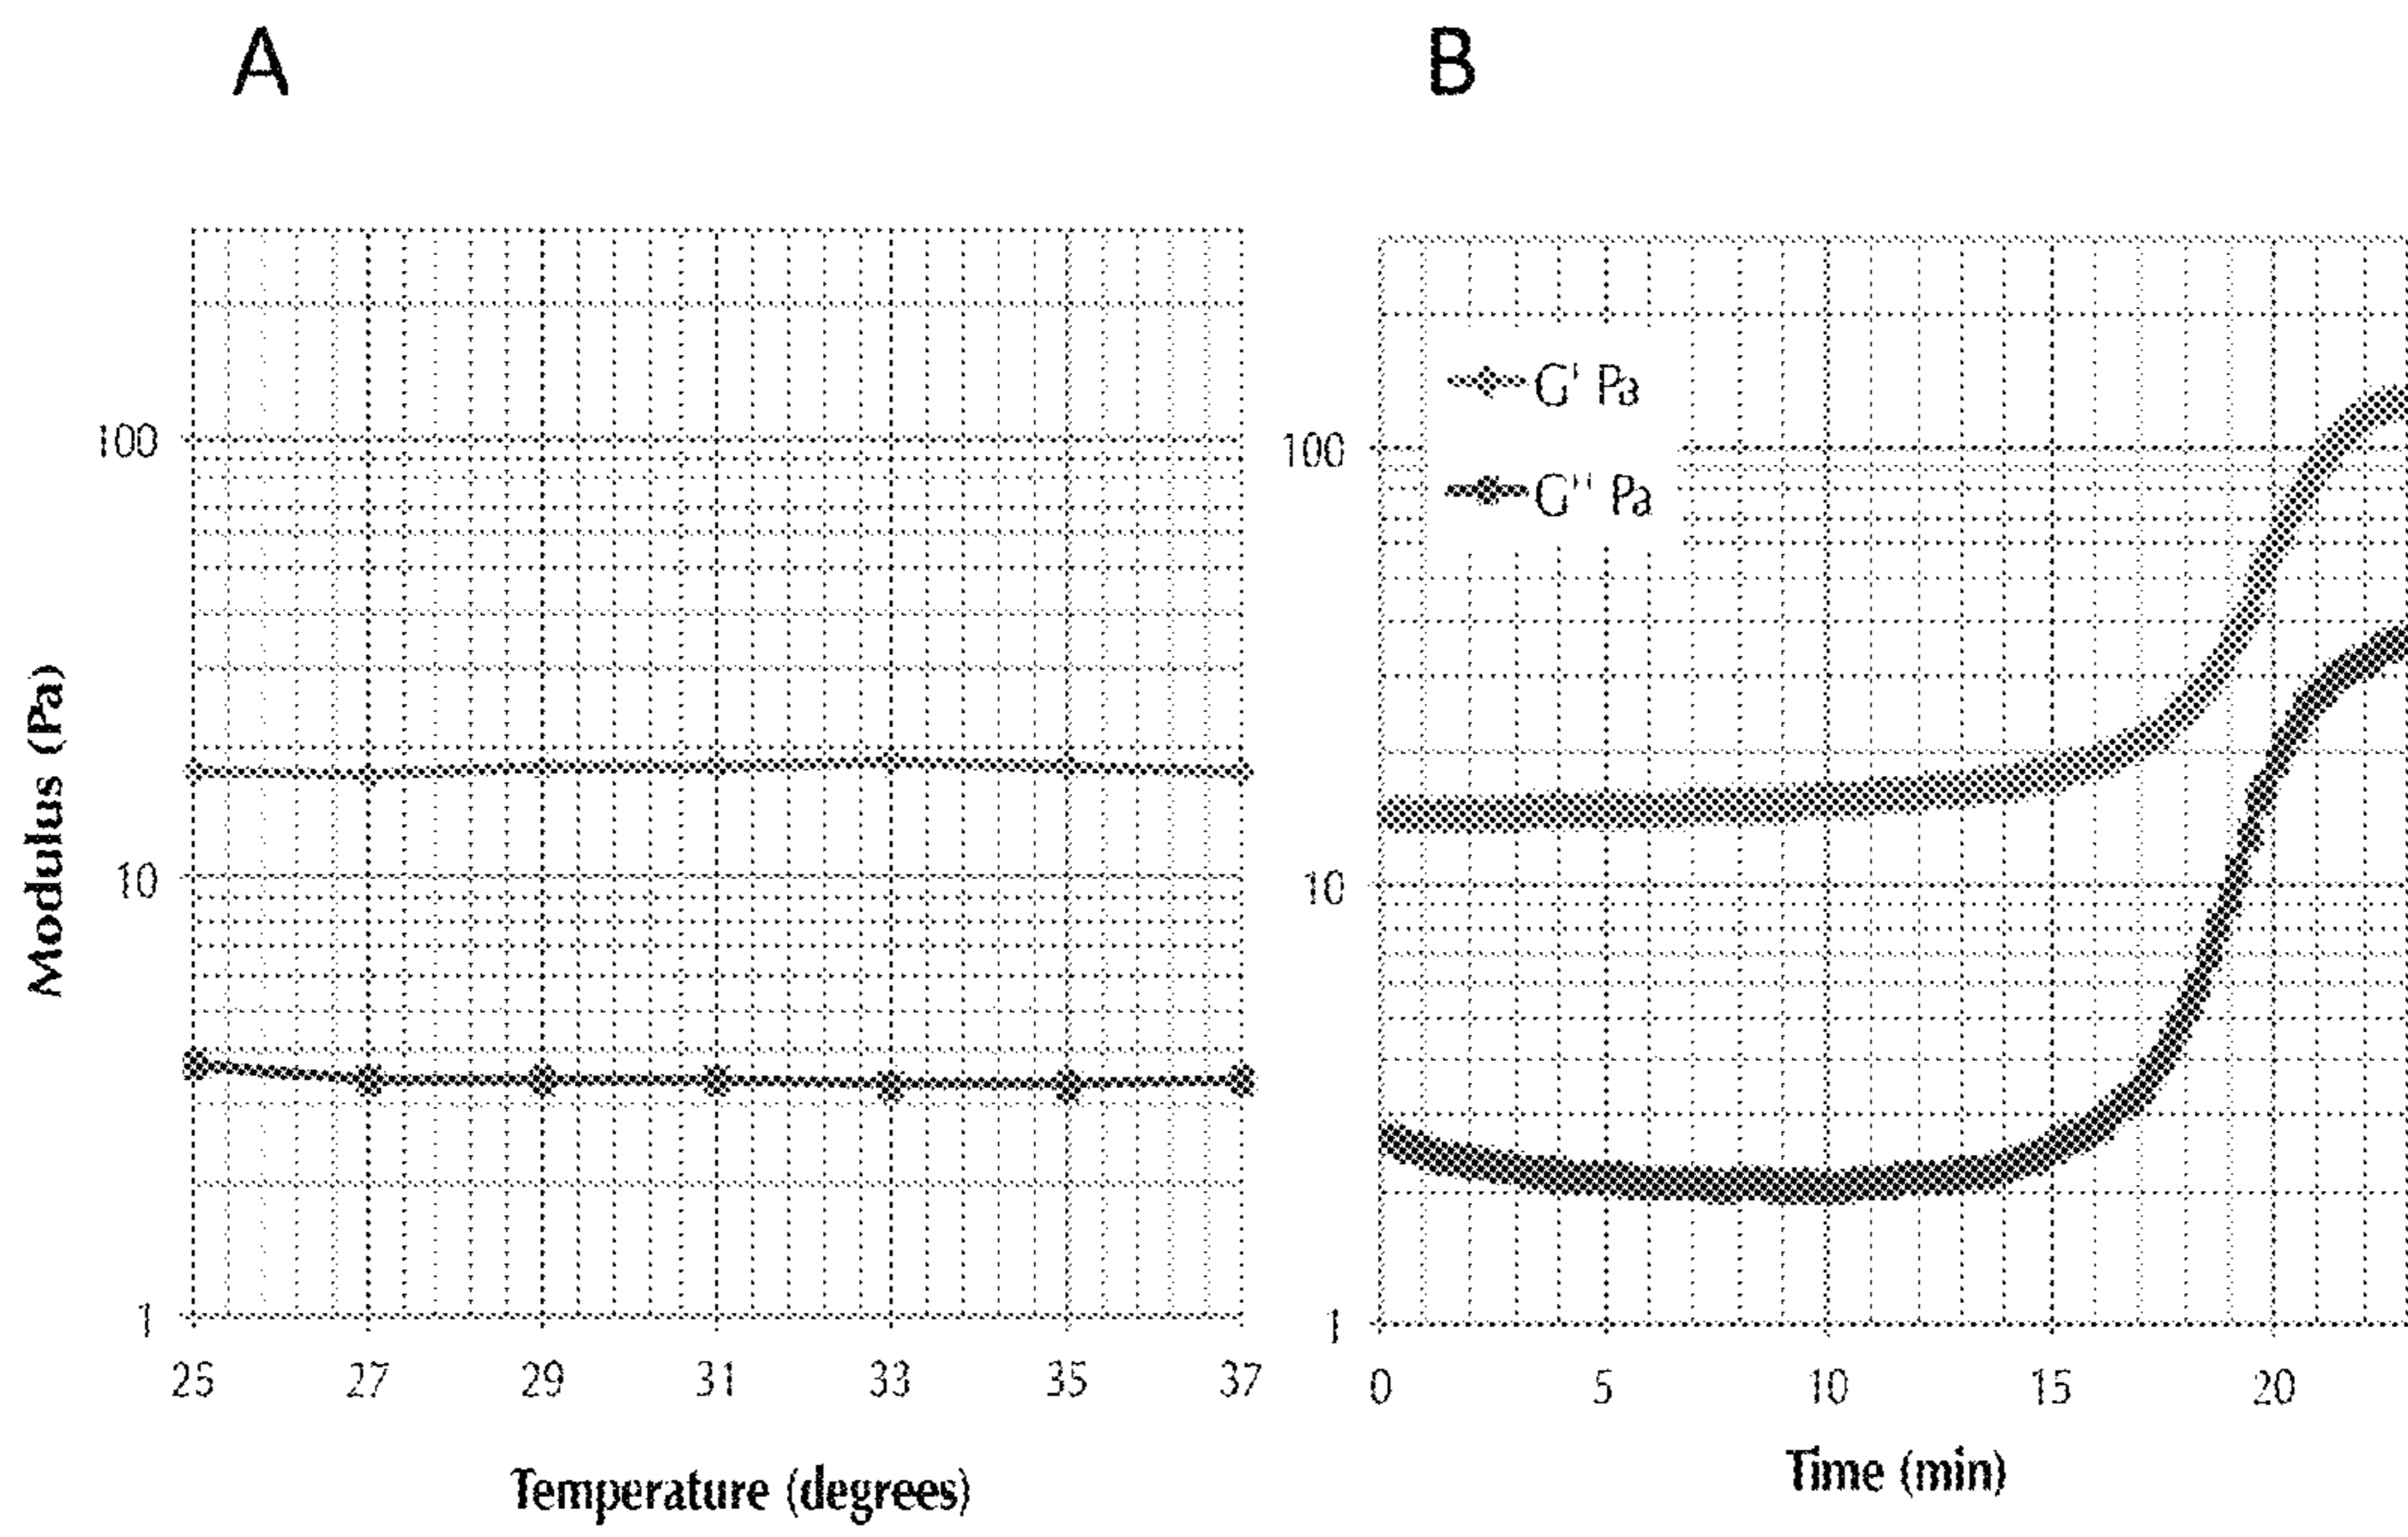 A
B
Modulus (Pa)
100
10
1
25 27 29 31 33 35 37
Temperature (degrees)
G' Pa
G'' Pa
100
10
1
0 5 10 15 20
Time (min)